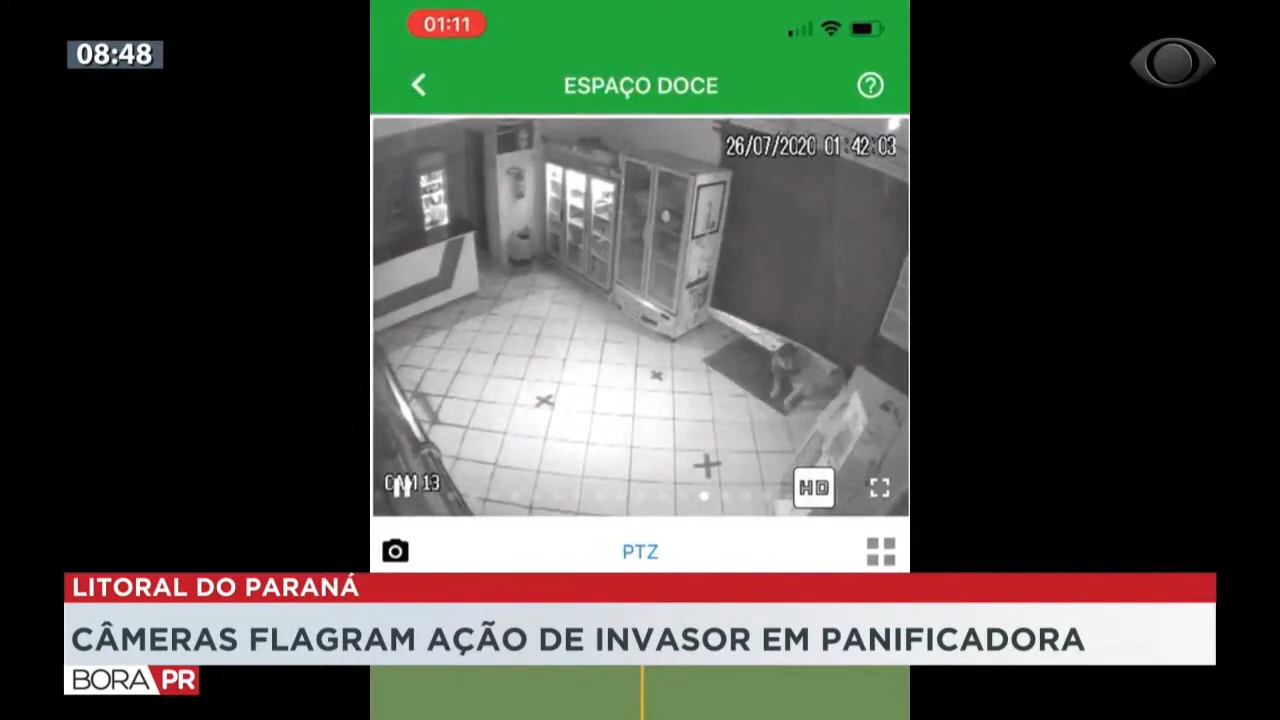 01:11
08:48
ESPAÇO DOCE
26/07/2020 01:42:03
CAM 13
HD
PTZ
LITORAL DO PARANÁ
CÂMERAS FLAGRAM AÇÃO DE INVASOR EM PANIFICADORA
BORA PR